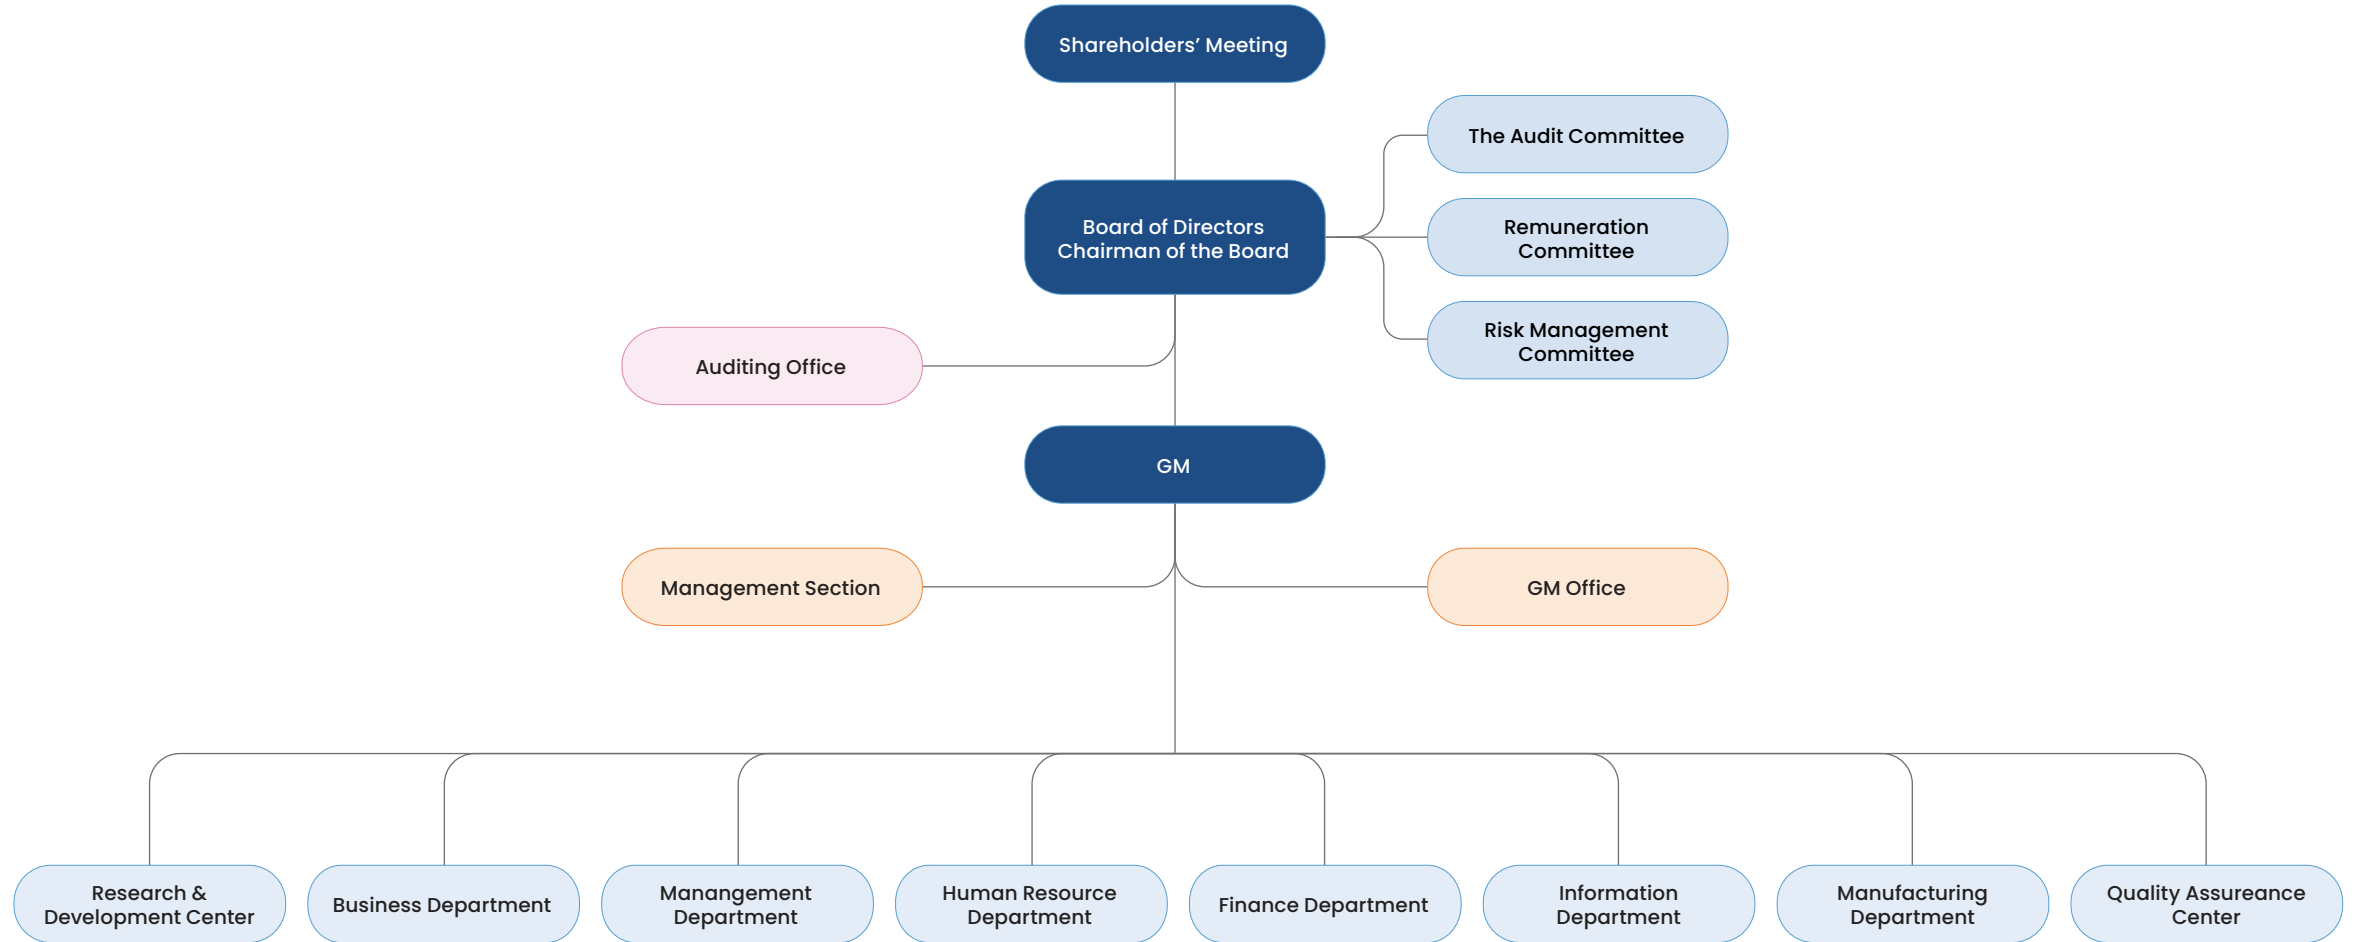 Shareholders’ Meeting
The Audit Committee
Board of Directors
Chairman of the Board
Remuneration
Committee
Risk Management
Committee
Auditing Office
GM
Management Section
GM Office
Research &
Development Center
Business Department
Manangement
Department
Human Resource
Department
Finance Department
Information
Department
Manufacturing
Department
Quality Assureance
Center